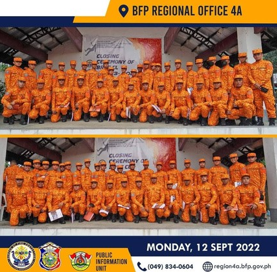 BFP REGIONAL OFFICE 4A
CLOSING
CEREMONY OF
CLOSING
CEREMONY OF
PUBLIC
INFORMATION
UNIT
MONDAY, 12 SEPT 2022
(049) 834-0604
region4a.bfp.gov.ph